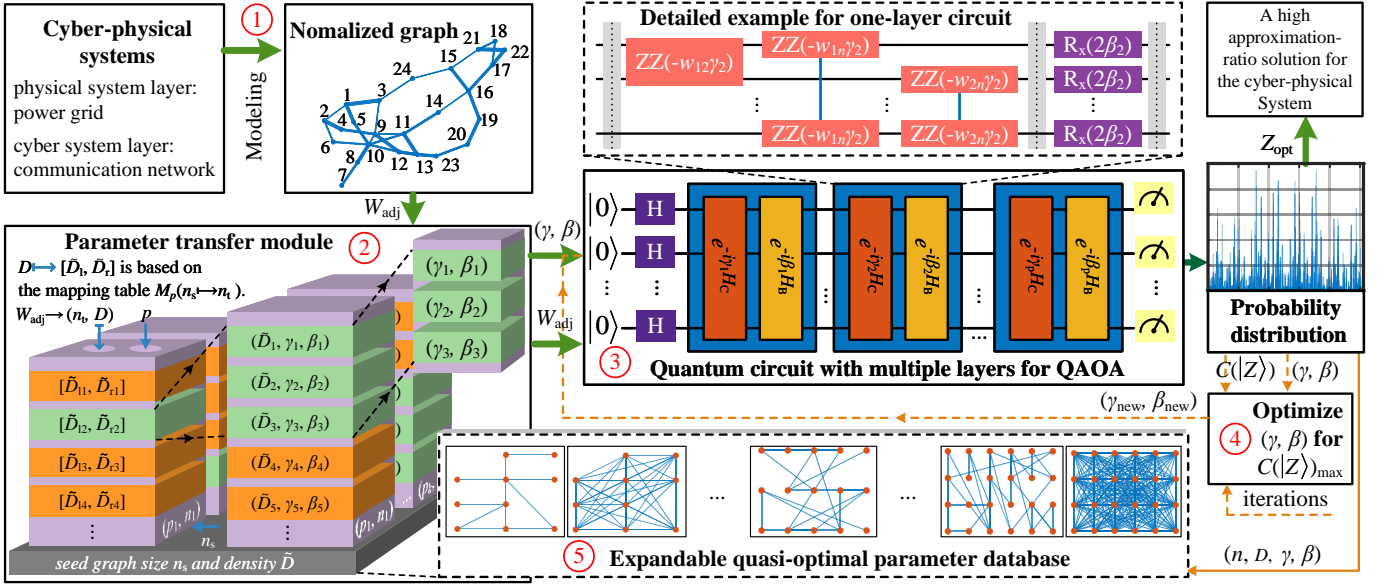 Cyber-physical
systems
physical system layer:
power grid
cyber system layer:
communication network
1
Modeling
Nomalized graph
18
21
22
15
17
24
16
1
3
14
2
4
5
9
11
19
6
20
8
10
12
13
23
7
W_adj
Detailed example for one-layer circuit
ZZ(-w_12γ_2)
ZZ(-w_1nγ_2)
ZZ(-w_2nγ_2)
R_x(2β_2)
R_x(2β_2)
⋮
⋮
⋮
ZZ(-w_1nγ_2)
ZZ(-w_2nγ_2)
R_x(2β_2)
A high
approximation-
ratio solution for
the cyber-physical
System
Z_opt
Parameter transfer module
2
D ↦ [D̃_l, D̃_r] is based on
the mapping table M_p(n_s↦n_t).
W_adj→ (n_t, D)
p
[D̃_l1, D̃_r1]
[D̃_l2, D̃_r2]
[D̃_l3, D̃_r3]
[D̃_l4, D̃_r4]
⋮
(p_1, n_1)
n_s
(D̃_1, γ_1, β_1)
(D̃_2, γ_2, β_2)
(D̃_3, γ_3, β_3)
(D̃_4, γ_4, β_4)
(D̃_5, γ_5, β_5)
⋮
(p_1, n_1)
...
(γ_1, β_1)
(γ_2, β_2)
(γ_3, β_3)
seed graph size n_s and density D̃
(γ, β)
W_adj
|0⟩
H
|0⟩
H
⋮
⋮
|0⟩
H
e^-iγ_1H_C
e^-iβ_1H_B
e^-iγ_2H_C
e^-iβ_2H_B
...
...
e^-iγ_pH_C
e^-iβ_pH_B
⋮
3
Quantum circuit with multiple layers for QAOA
Probability
distribution
C(|Z⟩)
(γ, β)
(γ_new, β_new)
4
Optimize
(γ, β) for
C(|Z⟩)_max
iterations
(n, D, γ, β)
...
...
5
Expandable quasi-optimal parameter database